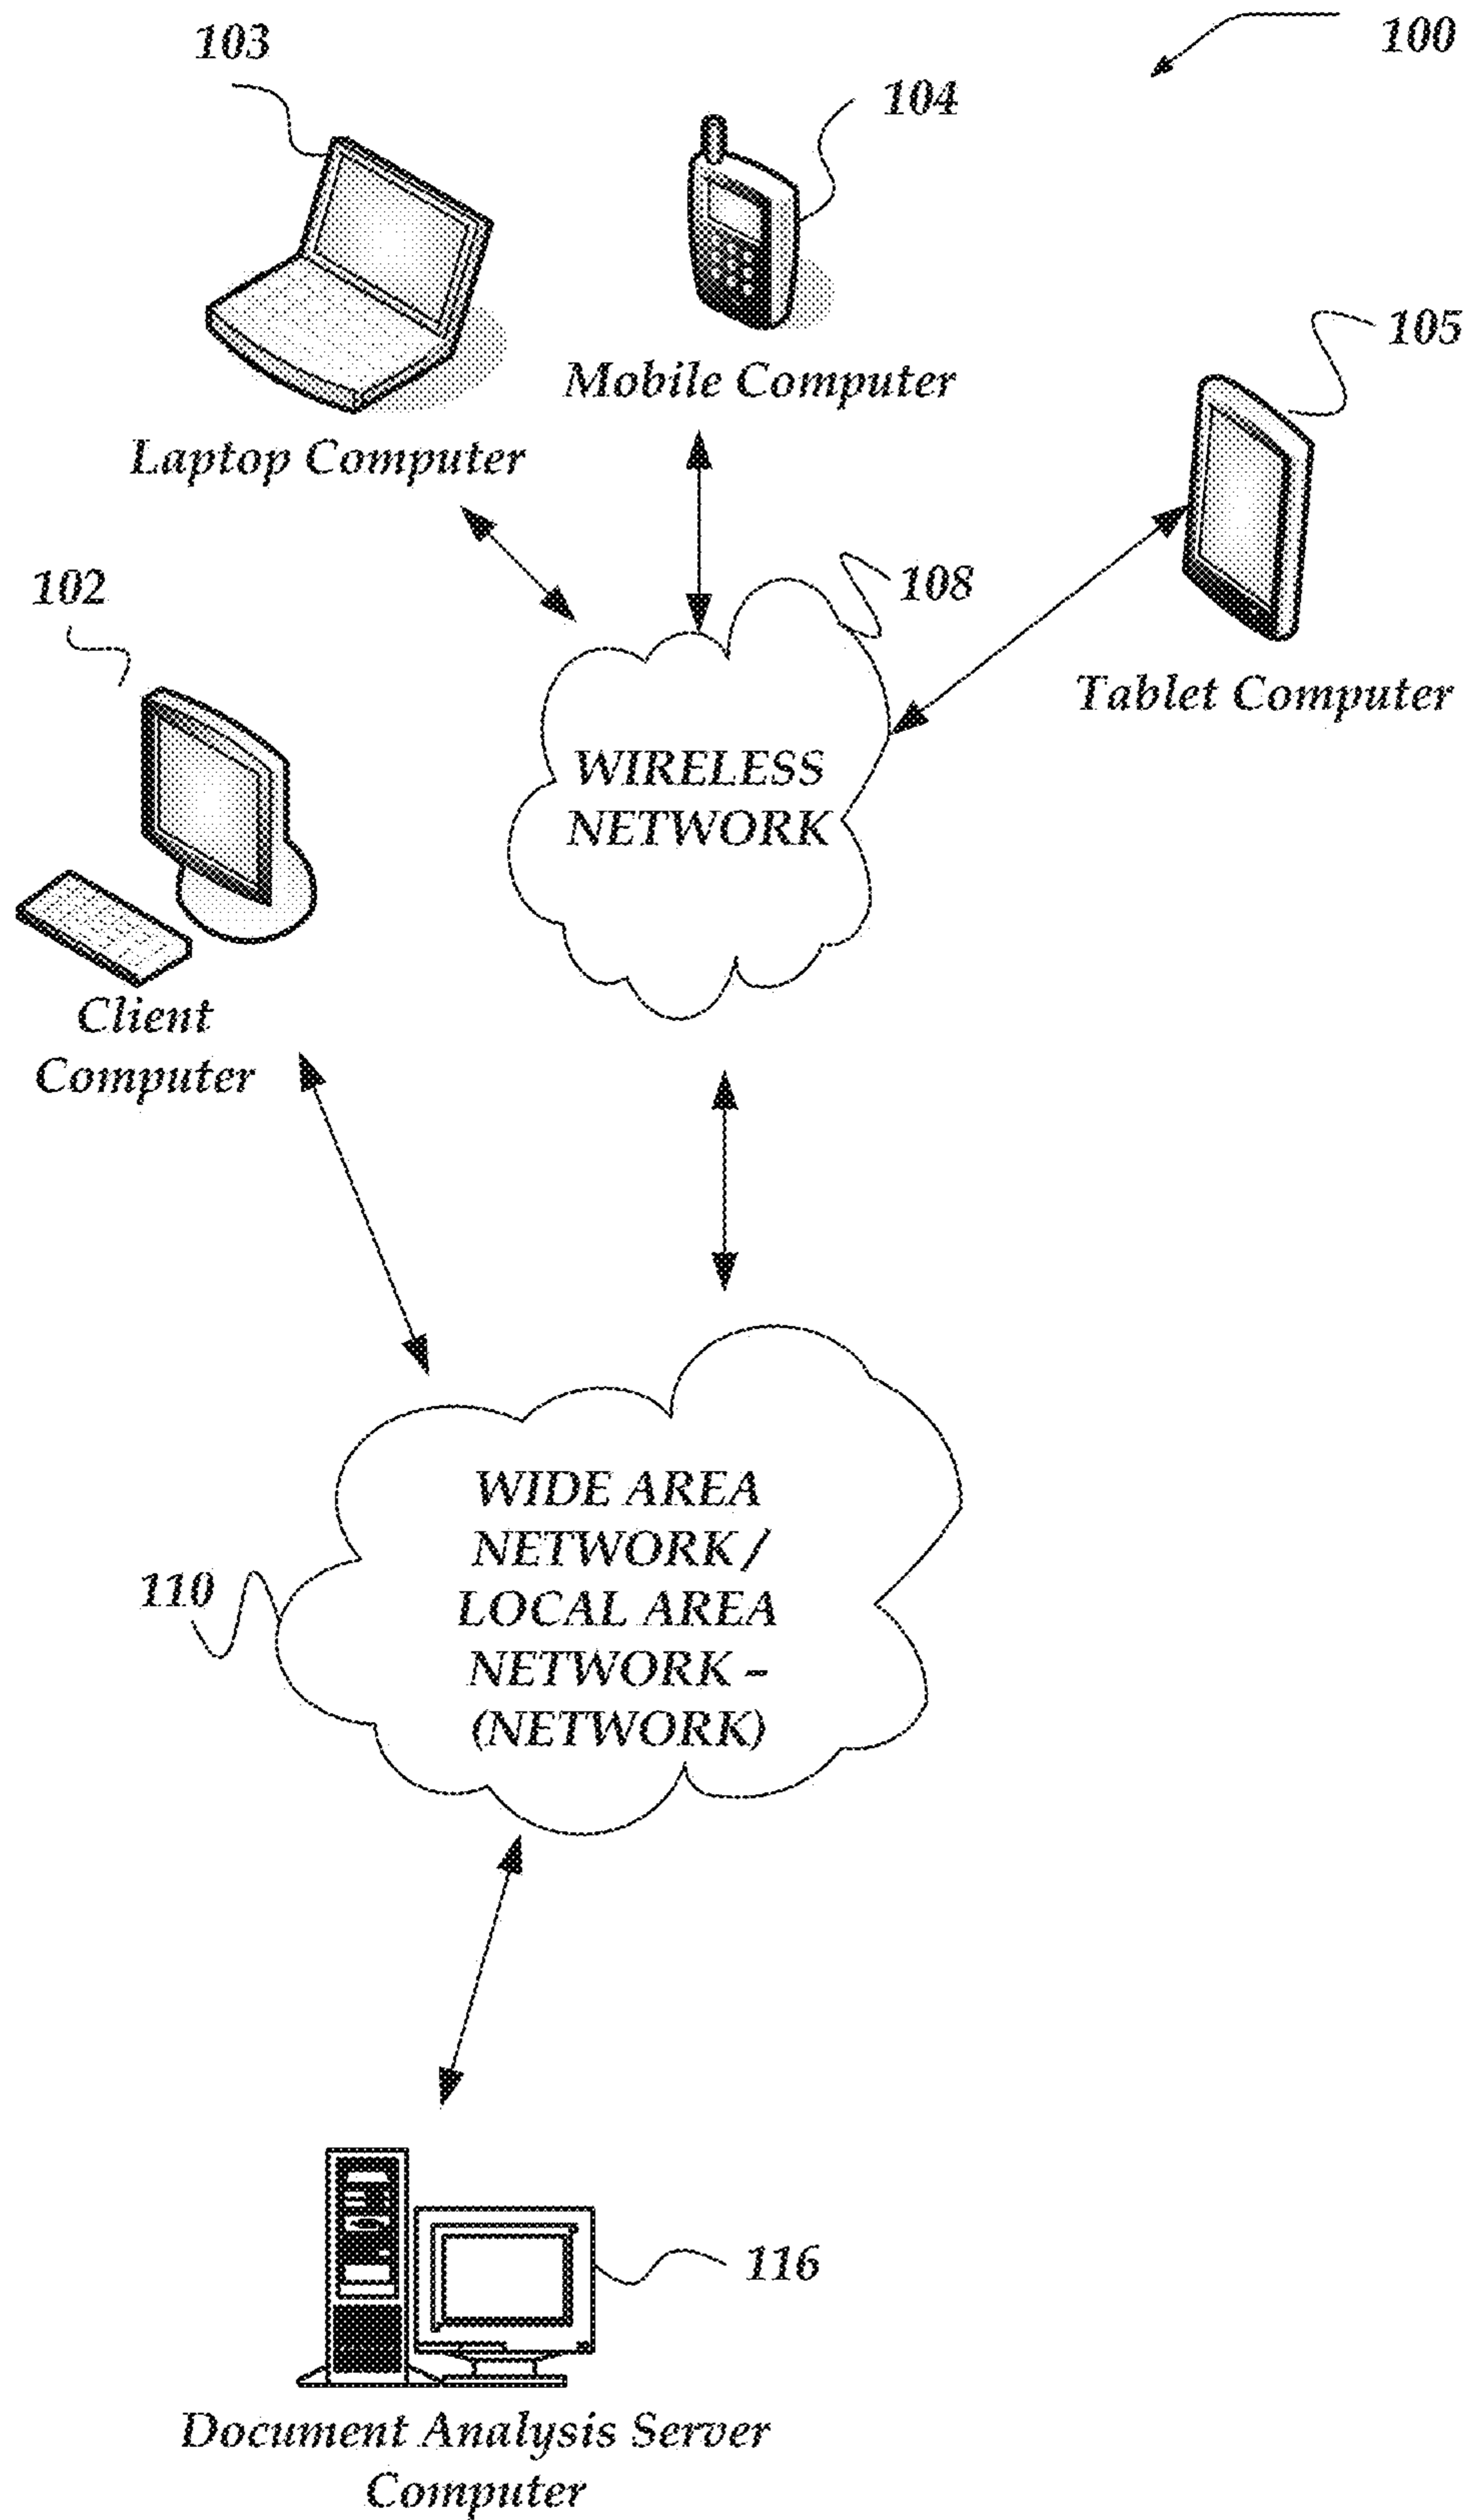 100
103
104
105
Mobile Computer
Laptop Computer
108
102
Tablet Computer
WIRELESS
NETWORK
Client
Computer
WIDE AREA
NETWORK /
LOCAL AREA
NETWORK –
(NETWORK)
110
116
Document Analysis Server
Computer